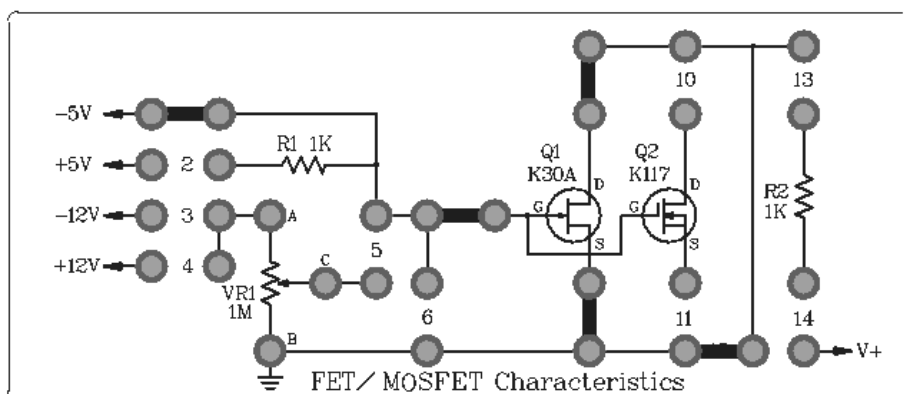 10
13
-5V
+5V
2
R1 1K
Q1
K30A
Q2
K117
D
D
R2
1K
-12V
3
A
G
G
+12V
4
C
5
S
S
VR1
1M
6
11
14
B
V+
FET/MOSFET Characteristics